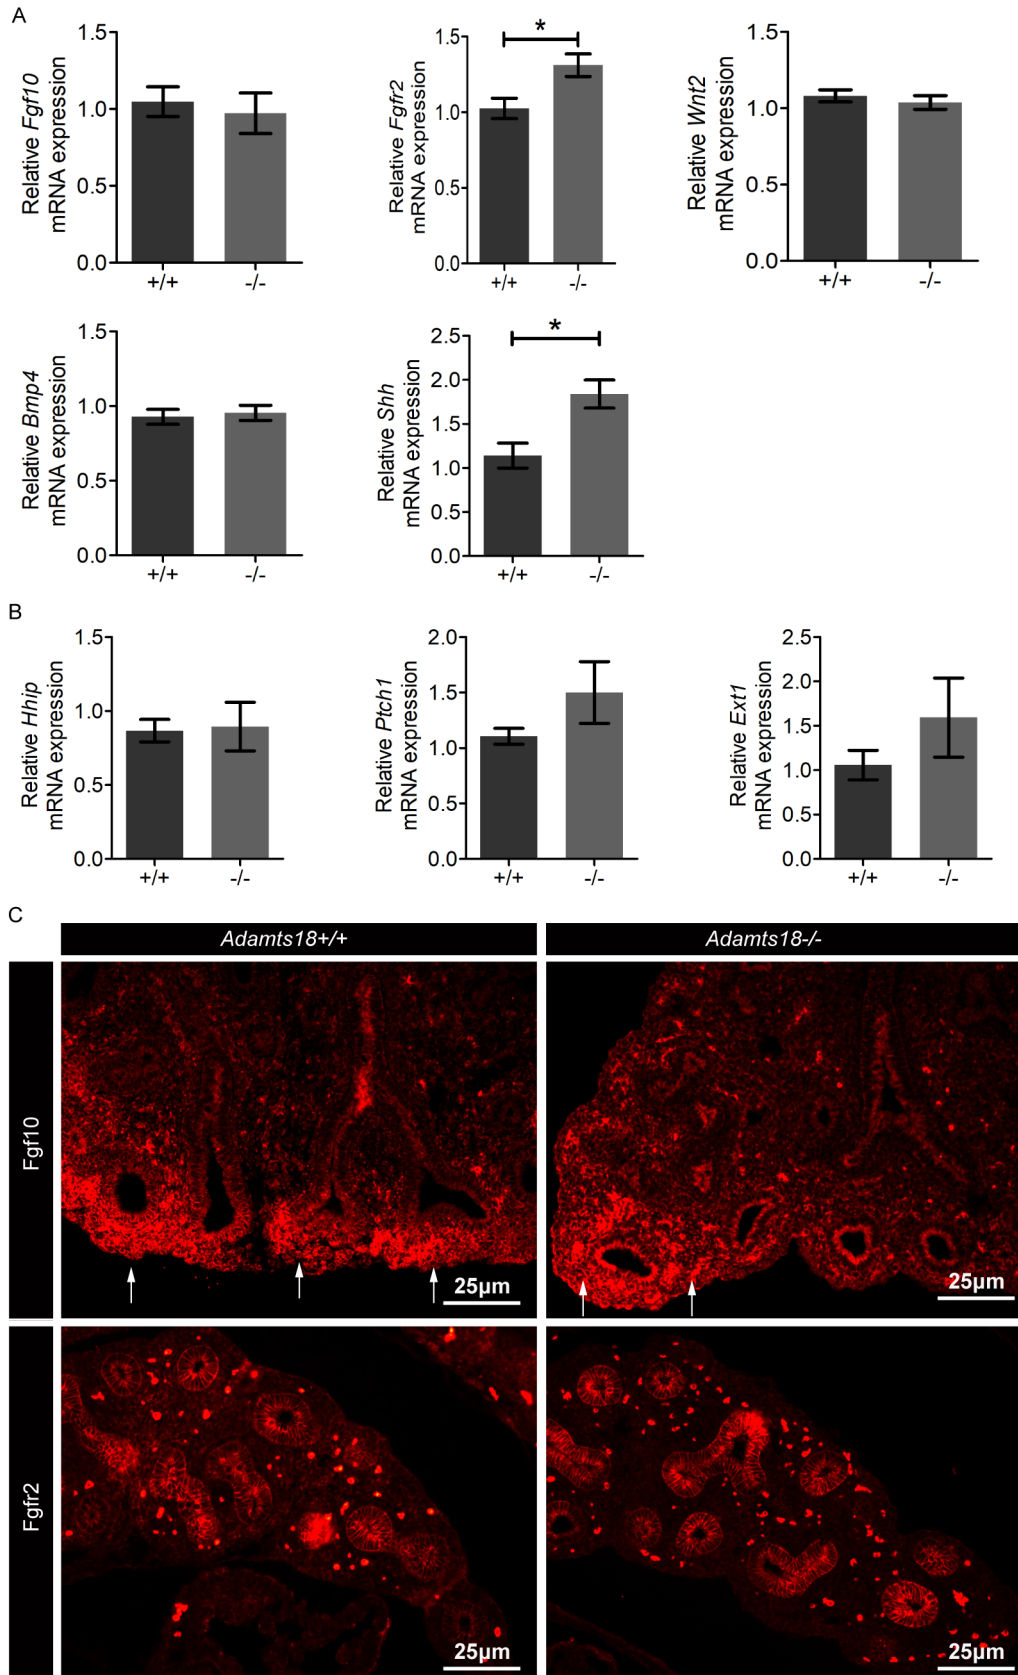 A
Relative Fgf10
mRNA expression
1.5
1.0
0.5
0.0
+/+
-/-
Relative Fgfr2
mRNA expression
1.5
1.0
0.5
0.0
*
+/+
-/-
Relative Wnt2
mRNA expression
1.5
1.0
0.5
0.0
+/+
-/-
Relative Bmp4
mRNA expression
1.5
1.0
0.5
0.0
+/+
-/-
Relative Shh
mRNA expression
2.5
2.0
1.5
1.0
0.5
0.0
*
+/+
-/-
B
Relative Hhip
mRNA expression
1.5
1.0
0.5
0.0
+/+
-/-
Relative Ptch1
mRNA expression
2.0
1.5
1.0
0.5
0.0
+/+
-/-
Relative Ext1
mRNA expression
2.5
2.0
1.5
1.0
0.5
0.0
+/+
-/-
C
Adamts18+/+
Adamts18-/-
Fgf10
25µm
25µm
Fgfr2
25µm
25µm